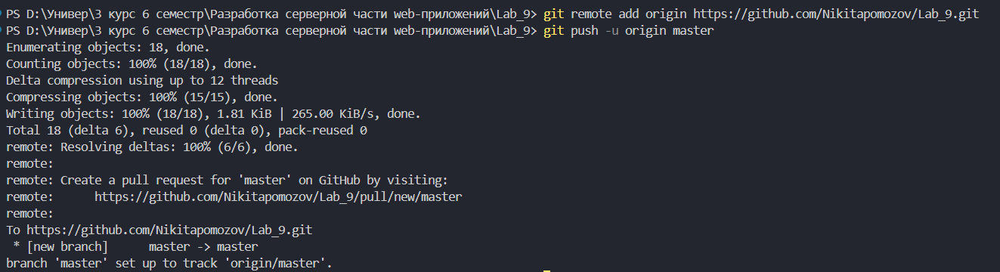 PS D:\Универ\3 курс 6 семестр\Разработка серверной части web-приложений\Lab_9> git remote add origin https://github.com/Nikitapomozov/Lab_9.git
PS D:\Универ\3 курс 6 семестр\Разработка серверной части web-приложений\Lab_9> git push -u origin master
Enumerating objects: 18, done.
Counting objects: 100% (18/18), done.
Delta compression using up to 12 threads
Compressing objects: 100% (15/15), done.
Writing objects: 100% (18/18), 1.81 KiB | 265.00 KiB/s, done.
Total 18 (delta 6), reused 0 (delta 0), pack-reused 0
remote: Resolving deltas: 100% (6/6), done.
remote:
remote: Create a pull request for 'master' on GitHub by visiting:
remote:      https://github.com/Nikitapomozov/Lab_9/pull/new/master
remote:
To https://github.com/Nikitapomozov/Lab_9.git
 * [new branch]      master -> master
branch 'master' set up to track 'origin/master'.